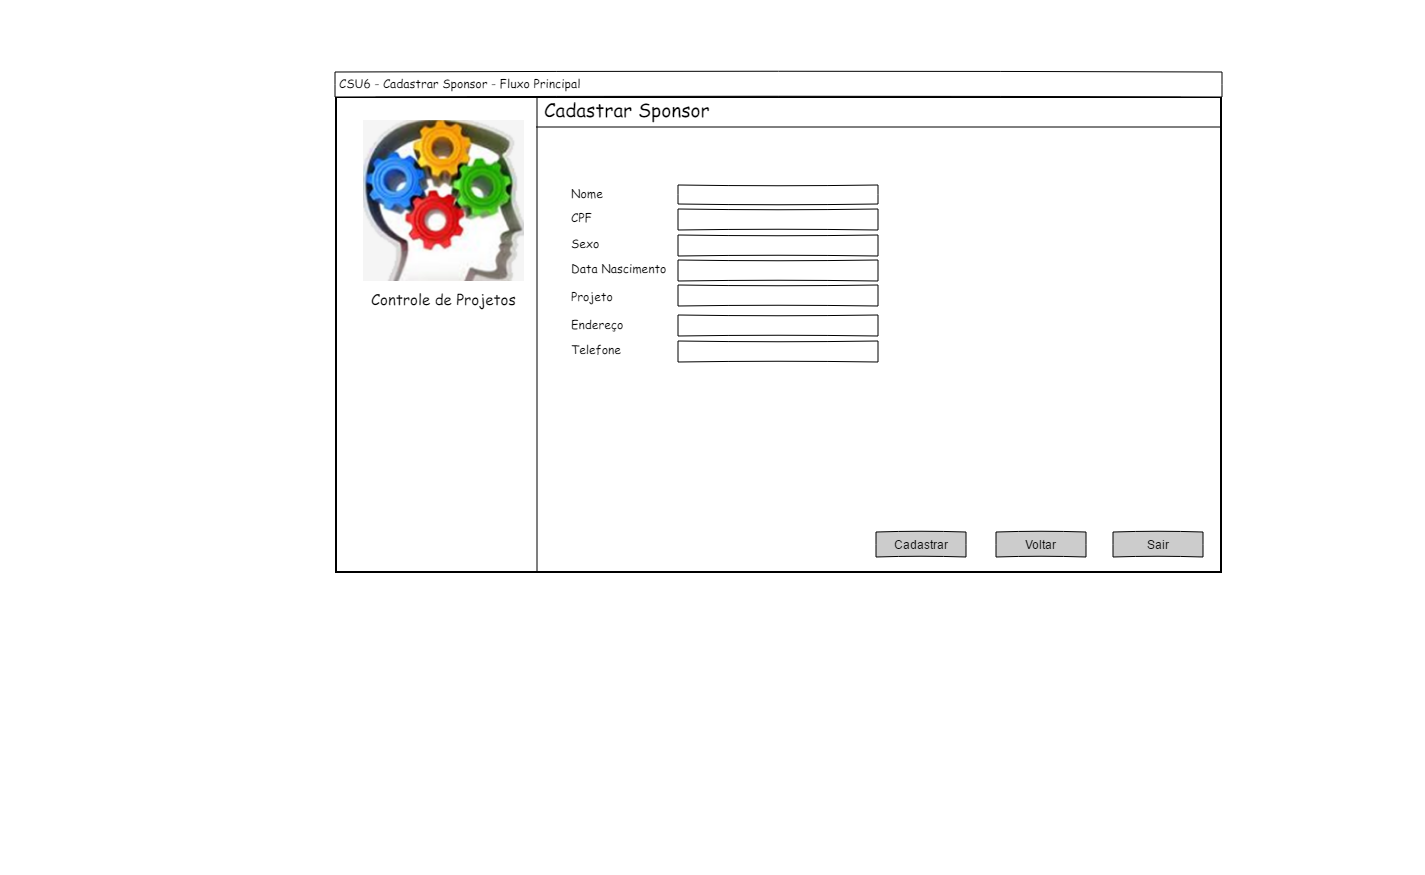 CSU6 - Cadastrar Sponsor - Fluxo Principal
Cadastrar Sponsor
Controle de Projetos
Nome
CPF
Sexo
Data Nascimento
Projeto
Endereço
Telefone
Cadastrar Voltar Sair